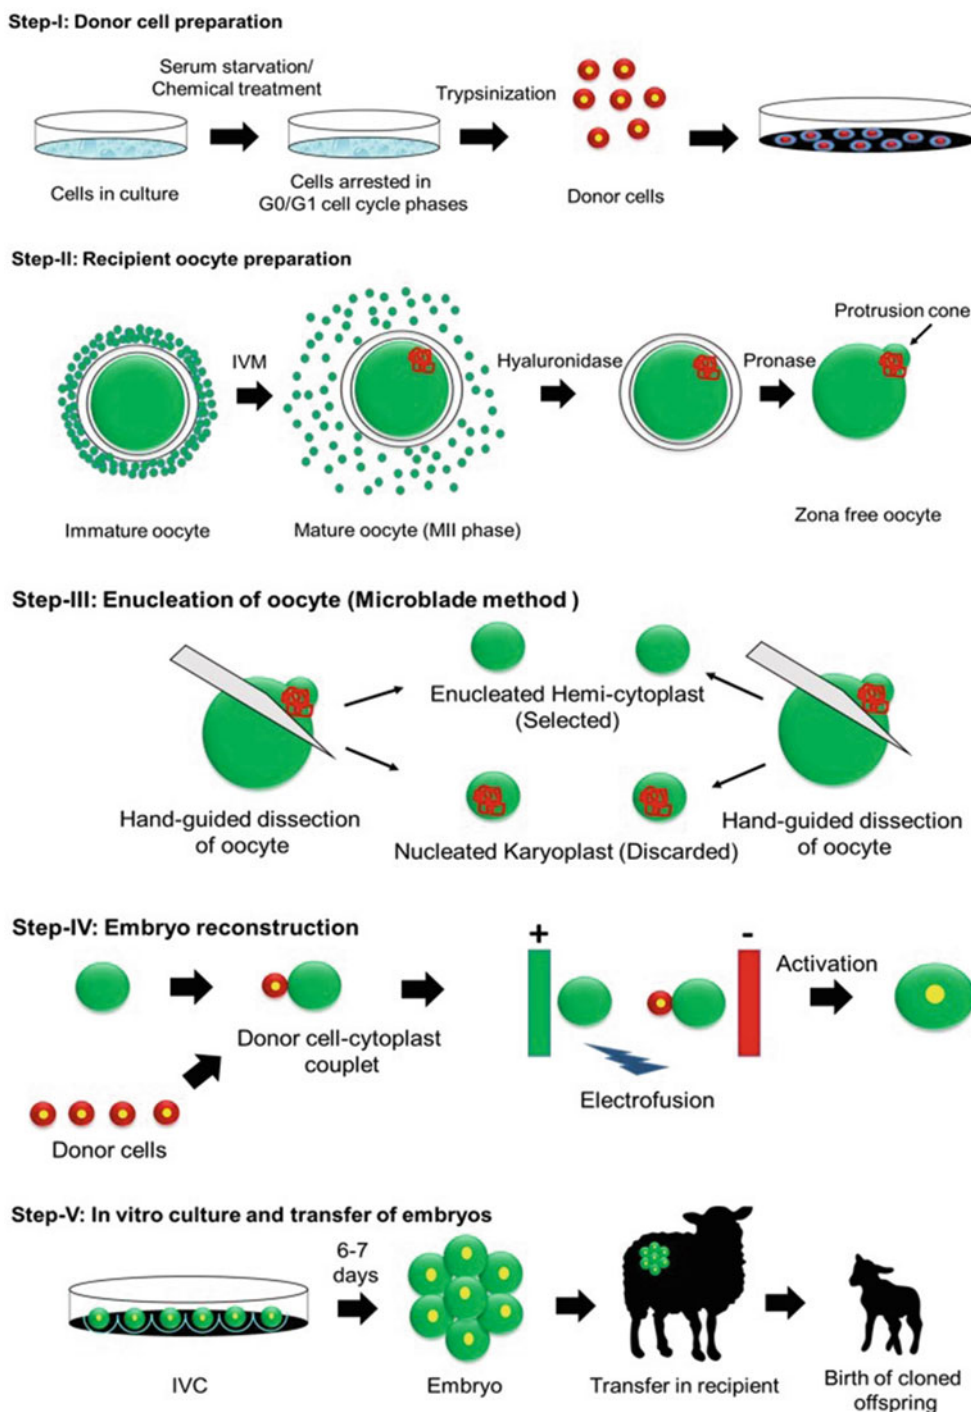 Step-I: Donor cell preparation
Serum starvation/
Chemical treatment
Trypsinization
Cells in culture
Cells arrested in
G0/G1 cell cycle phases
Donor cells
Step-II: Recipient oocyte preparation
Protrusion cone
IVM
Hyaluronidase
Pronase
Immature oocyte
Mature oocyte (MII phase)
Zona free oocyte
Step-III: Enucleation of oocyte (Microblade method )
Enucleated Hemi-cytoplast
(Selected)
Hand-guided dissection
of oocyte
Nucleated Karyoplast (Discarded)
Hand-guided dissection
of oocyte
Step-IV: Embryo reconstruction
+
-
Activation
Donor cell-cytoplast
couplet
Electrofusion
Donor cells
Step-V: In vitro culture and transfer of embryos
6-7
days
IVC
Embryo
Transfer in recipient
Birth of cloned
offspring